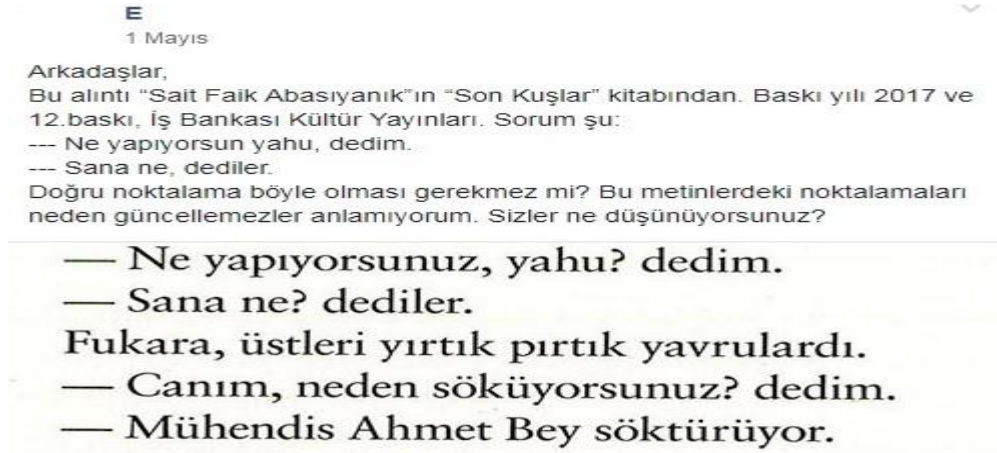 E
1 Mayıs
Arkadaşlar,
Bu alıntı “Sait Faik Abasıyanık”ın “Son Kuşlar” kitabından. Baskı yılı 2017 ve
12.baskı, İş Bankası Kültür Yayınları. Sorum şu:
--- Ne yapıyorsun yahu, dedim.
--- Sana ne, dediler.
Doğru noktalama böyle olması gerekmez mi? Bu metinlerdeki noktalamaları
neden güncellemezler anlamıyorum. Sizler ne düşünüyorsunuz?
— Ne yapıyorsunuz, yahu? dedim.
— Sana ne? dediler.
Fukara, üstleri yırtık pırtık yavrulardı.
— Canım, neden söküyorsunuz? dedim.
— Mühendis Ahmet Bey söktürüyor.